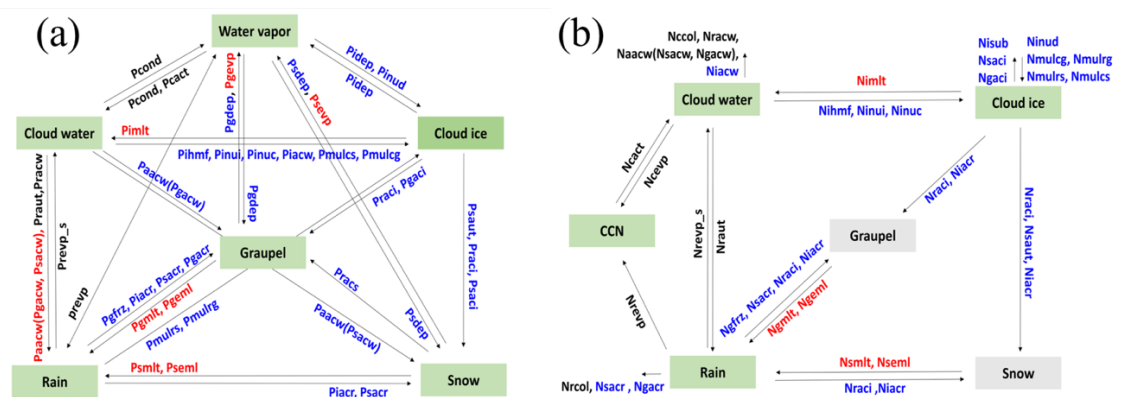 (a)
Water vapor
Pcond
Pcond, Pcact
Pgdep, Pgevp
Psdep, Psevp
Pidep, Pinud
Pidep
Cloud water
Cloud ice
Pimlt
Pihmf, Pinui, Pinuc, Piacw, Pmulcs, Pmulcg
Paacw(Pgacw)
Pgdep
Praci, Pgaci
Paacw(Pgacw, Psacw), Praut,Pracw
Prevp_s
prevp
Graupel
Psaut, Praci, Psaci
Pgfrz, Piacr, Psacr, Pgacr
Pgmlt, Pgeml
Pmulrs, Pmulrg
Pracs
Paacw(Psacw)
Psdep
Rain
Psmlt, Pseml
Piacr, Psacr
Snow
(b)
Nccol, Nracw,
Naacw(Nsacw, Ngacw),
Niacw
Nisub
Nsaci
Ngaci
Ninud
Nmulcg, Nmulrg
Nmulrs, Nmulcs
Cloud water
Nimlt
Nihmf, Ninui, Ninuc
Cloud ice
Ncact
Ncevp
Nraci, Niacr
CCN
Nrevp_s
Nraut
Graupel
Nraci, Nsaut, Niacr
Nrevp
Ngfrz, Nsacr, Nraci, Niacr
Ngmlt, Ngeml
Nrcol, Nsacr , Ngacr
Rain
Nsmlt, Nseml
Nraci ,Niacr
Snow